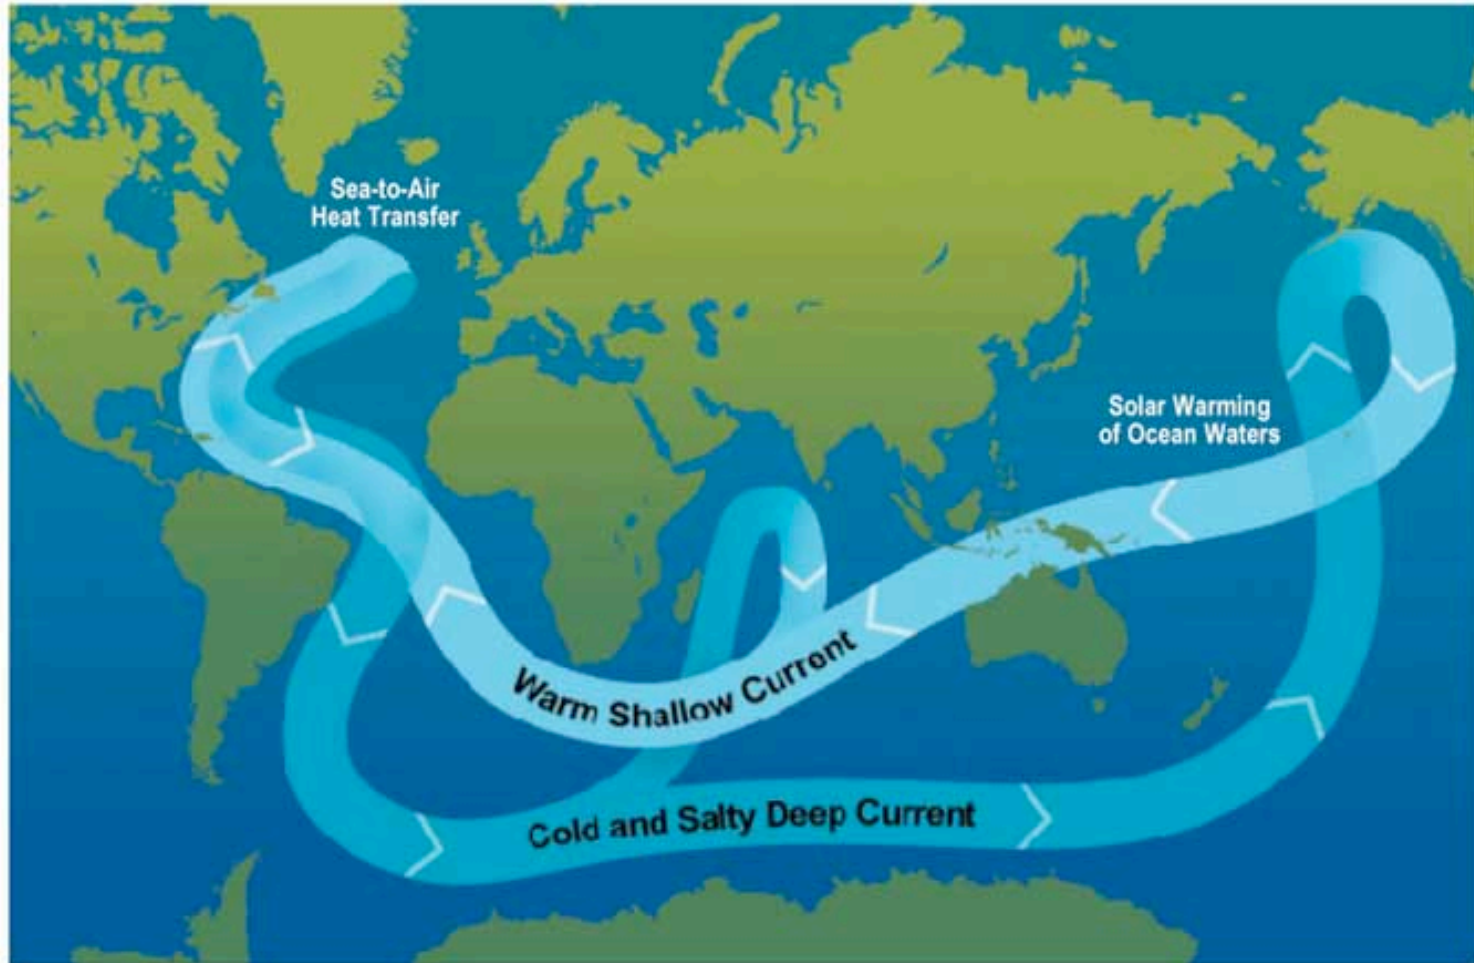 Sea-to-Air
Heat Transfer
Solar Warming
of Ocean Waters
Warm Shallow Current
Cold and Salty Deep Current